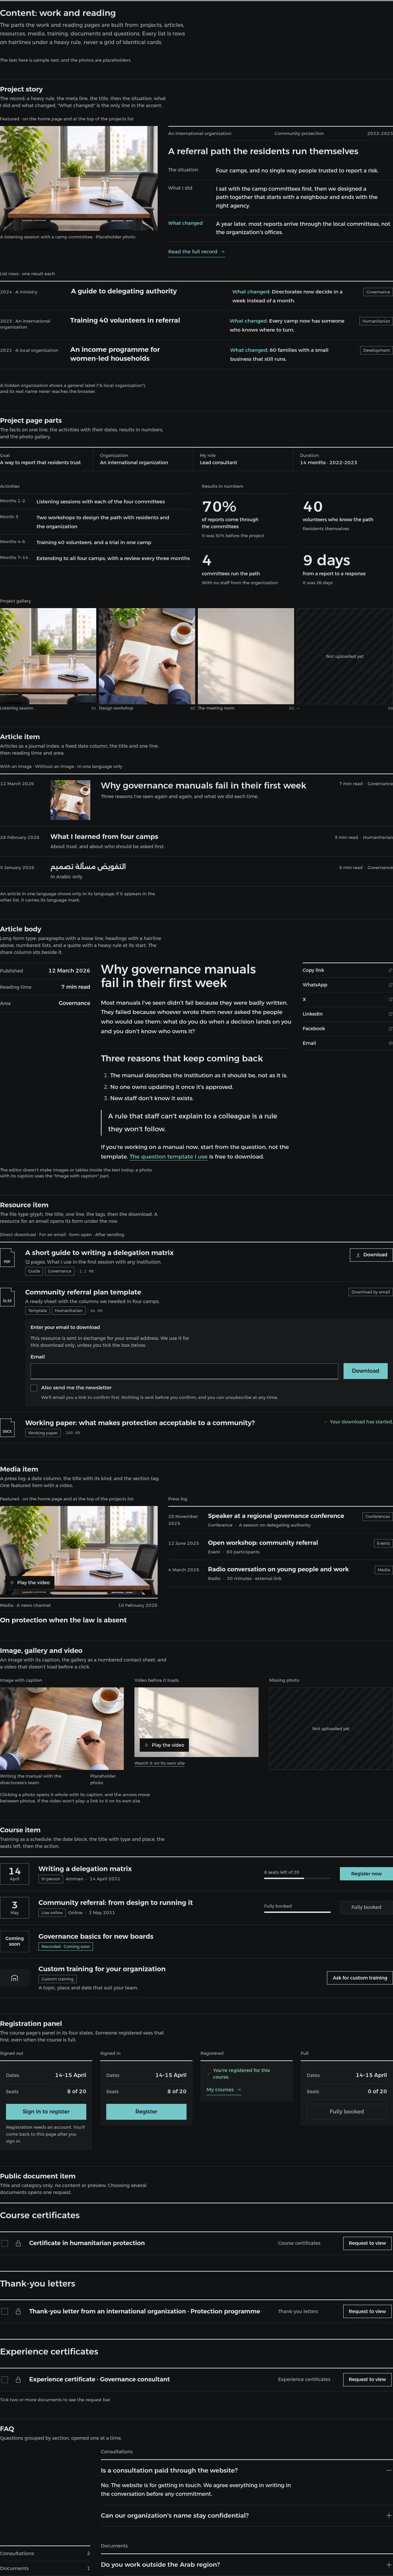 Content: work and reading
The parts the work and reading pages are built from: projects, articles,
resources, media, training, documents and questions. Every list is rows
on hairlines under a heavy rule, never a grid of identical cards.
The text here is sample text, and the photos are placeholders.
Project story
The record: a heavy rule, the meta line, the title, then the situation, what
I did and what changed. "What changed" is the only line in the accent.
Featured · on the home page and at the top of the projects list
An international organization
Community protection
2022–2023
A referral path the residents run themselves
The situation
Four camps, and no single way people trusted to report a risk.
What I did
I sat with the camp committees first, then we designed a
path together that starts with a neighbour and ends with the
right agency.
What changed
A year later, most reports arrive through the local committees, not
the organization's offices.
Read the full record →
A listening session with a camp committee · Placeholder photo
List rows · one result each
2024 · A ministry
A guide to delegating authority
What changed: Directorates now decide in a
week instead of a month.
Governance
2023 · An international
organization
Training 40 volunteers in referral
What changed: Every camp now has someone
who knows where to turn.
Humanitarian
2021 · A local organization
An income programme for
women-led households
What changed: 60 families with a small
business that still runs.
Development
A hidden organization shows a general label ("A local organization"),
and its real name never reaches the browser.
Project page parts
The facts on one line, the activities with their dates, results in numbers,
and the photo gallery.
Goal
A way to report that residents trust
Organization
An international organization
My role
Lead consultant
Duration
14 months · 2022–2023
Activities
Months 1–2
Listening sessions with each of the four committees
Month 3
Two workshops to design the path with residents and
the organization
Months 4–6
Training 40 volunteers, and a trial in one camp
Months 7–14
Extending to all four camps, with a review every three months
Results in numbers
70%
of reports come through
the committees
It was 10% before the project
40
volunteers who know the path
Residents themselves
4
committees run the path
With no staff from the organization
9 days
from a report to a response
It was 26 days
Project gallery
Not uploaded yet
Listening session
01
Design workshop
02
The meeting room
03
04
Article item
Articles as a journal index: a fixed date column, the title and one line,
then reading time and area.
With an image · Without an image · In one language only
12 March 2026
Why governance manuals fail in their first week
Three reasons I've seen again and again, and what we did each time.
7 min read · Governance
28 February 2026
What I learned from four camps
About trust, and about who should be asked first.
9 min read · Humanitarian
9 January 2026
التفويض مسألة تصميم
In Arabic only
6 min read · Governance
An article in one language shows only in its language; if it appears in the
other list, it carries its language mark.
Article body
Long-form type: paragraphs with a loose line, headings with a hairline
above, numbered lists, and a quote with a heavy rule at its start. The
share column sits beside it.
Published
12 March 2026
Reading time
7 min read
Area
Governance
Why governance manuals
fail in their first week
Most manuals I've seen didn't fail because they were badly written.
They failed because whoever wrote them never asked the people
who would use them: what do you do when a decision lands on you
and you don't know who owns it?
Three reasons that keep coming back
1. The manual describes the institution as it should be, not as it is.
2. No one owns updating it once it's approved.
3. New staff don't know it exists.
A rule that staff can't explain to a colleague is a rule
they won't follow.
If you're working on a manual now, start from the question, not the
template. The question template I use is free to download.
Copy link
WhatsApp
X
LinkedIn
Facebook
Email
The editor doesn't make images or tables inside the text today; a photo
with its caption uses the "Image with caption" part.
Resource item
The file-type glyph, the title, one line, the tags, then the download. A
resource for an email opens its form under the row.
Direct download · For an email · form open · After sending
PDF
A short guide to writing a delegation matrix
12 pages. What I use in the first session with any institution.
Guide
Governance
Download
XLSX
Community referral plan template
A ready sheet with the columns we needed in four camps.
Template
Humanitarian
Download by email
Enter your email to download
This resource is sent in exchange for your email address. We use it for
this download only, unless you tick the box below.
Email
Download
Also send me the newsletter
We'll email you a link to confirm first. Nothing is sent before you confirm, and you can unsubscribe at any time.
DOCX
Working paper: what makes protection acceptable to a community?
Working paper
Your download has started.
Media item
A press log: a date column, the title with its kind, and the section tag.
One featured item with a video.
Featured · on the home page and at the top of the projects list
Play the video
Media · A news channel
18 February 2026
On protection when the law is absent
Press log
20 November
2025
Speaker at a regional governance conference
Conference · A session on delegating authority
Conferences
12 June 2025
Open workshop: community referral
Event · 60 participants
Events
4 March 2025
Radio conversation on young people and work
Radio · 30 minutes · external link
Media
Image, gallery and video
An image with its caption, the gallery as a numbered contact sheet, and
a video that doesn't load before a click.
Image with caption
Writing the manual with the
directorate's team
Placeholder
photo
Video before it loads
Play the video
Watch it on its own site
Missing photo
Not uploaded yet
Clicking a photo opens it whole with its caption, and the arrows move
between photos. If the video won't play, a link to it on its own site.
Course item
Training as a schedule: the date block, the title with type and place, the
seats left, then the action.
14
April
Writing a delegation matrix
In person
Amman · 14 April 2031
8 seats left of 20
Register now
3
May
Community referral: from design to running it
Live online
Online · 3 May 2031
Fully booked
Fully booked
Coming
soon
Governance basics for new boards
Recorded · Coming soon
Custom training for your organization
Custom training
A topic, place and date that suit your team.
Ask for custom training
Registration panel
The course page's panel in its four states. Someone registered sees that
first, even when the course is full.
Signed out
Dates
14–15 April
Seats
8 of 20
Sign in to register
Registration needs an account. You'll
come back to this page after you
sign in.
Signed in
Dates
14–15 April
Seats
8 of 20
Register
Registered
You're registered for this
course.
My courses →
Full
Dates
14–15 April
Seats
0 of 20
Fully booked
Public document item
Title and category only, no content or preview. Choosing several
documents opens one request.
Course certificates
Certificate in humanitarian protection
Course certificates
Request to view
Thank-you letters
Thank-you letter from an international organization · Protection programme
Thank-you letters
Request to view
Experience certificates
Experience certificate · Governance consultant
Experience certificates
Request to view
Tick two or more documents to see the request bar.
FAQ
Questions grouped by section, opened one at a time.
Consultations
2
Documents
1
Consultations
Is a consultation paid through the website?
No. The website is for getting in touch. We agree everything in writing in
the conversation before any commitment.
Can our organization's name stay confidential?
Documents
Do you work outside the Arab region?